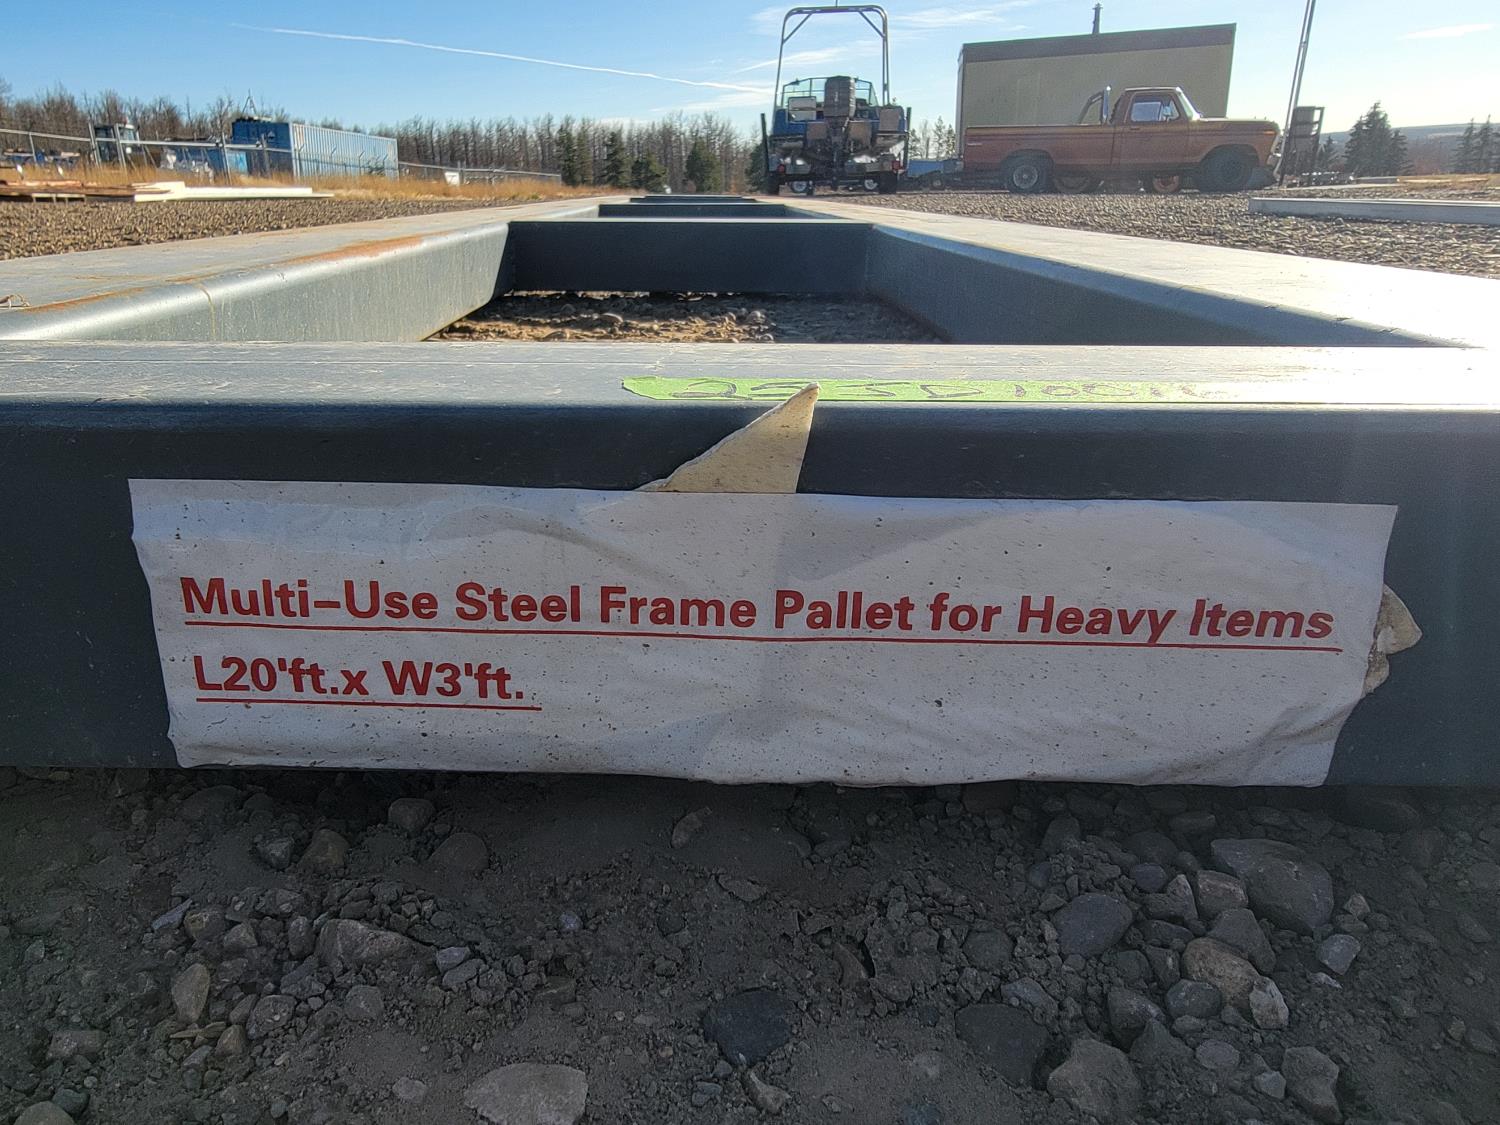 Multi-Use Steel Frame Pallet for Heavy Items
L20'ft.x W3'ft.